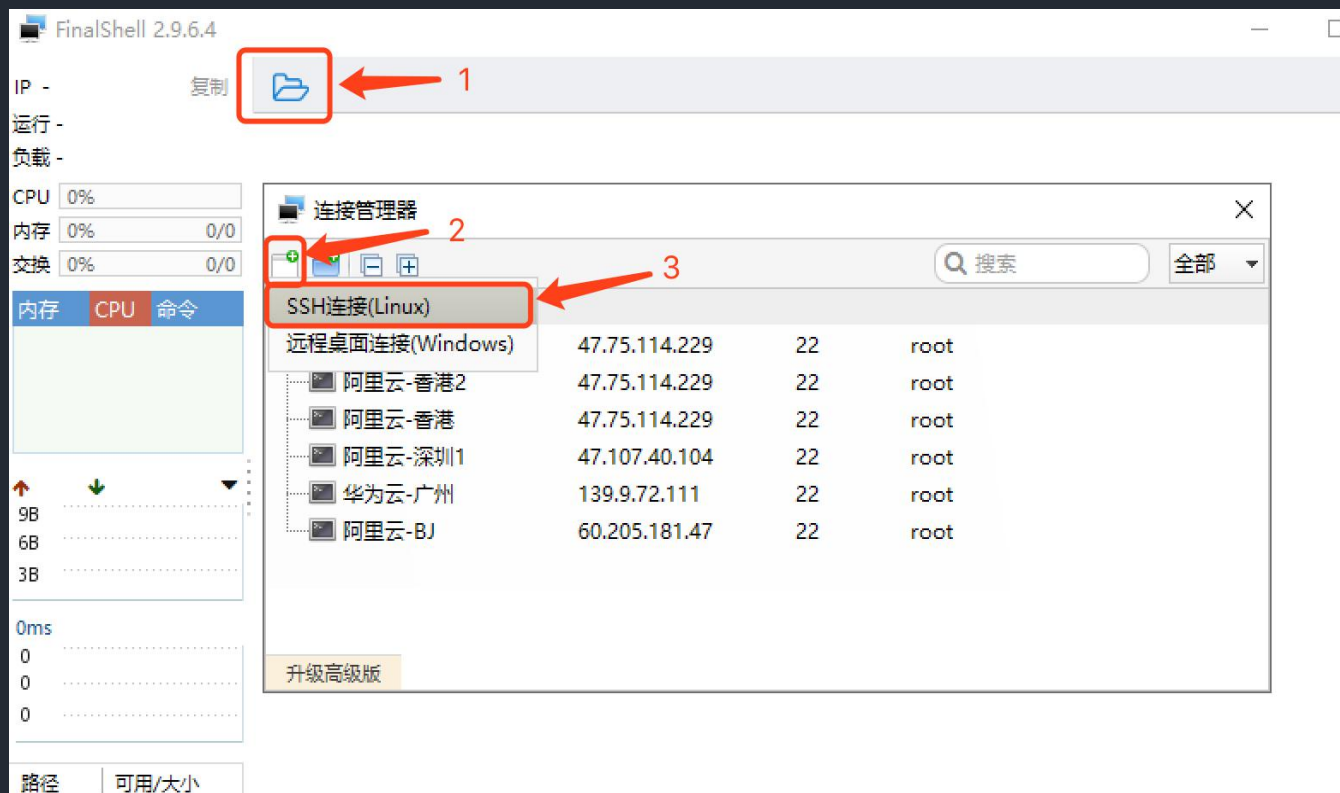 FinalShell 2.9.6.4
IP - 复制
1
运行 -
负载 -
CPU 0%
内存 0% 0/0
交换 0% 0/0
内存 CPU 命令
9B
6B
3B
0ms
0
0
0
路径 可用/大小
连接管理器
2
搜索 全部
3
SSH连接(Linux)
远程桌面连接(Windows) 47.75.114.229 22 root
阿里云-香港2 47.75.114.229 22 root
阿里云-香港 47.75.114.229 22 root
阿里云-深圳1 47.107.40.104 22 root
华为云-广州 139.9.72.111 22 root
阿里云-BJ 60.205.181.47 22 root
升级高级版